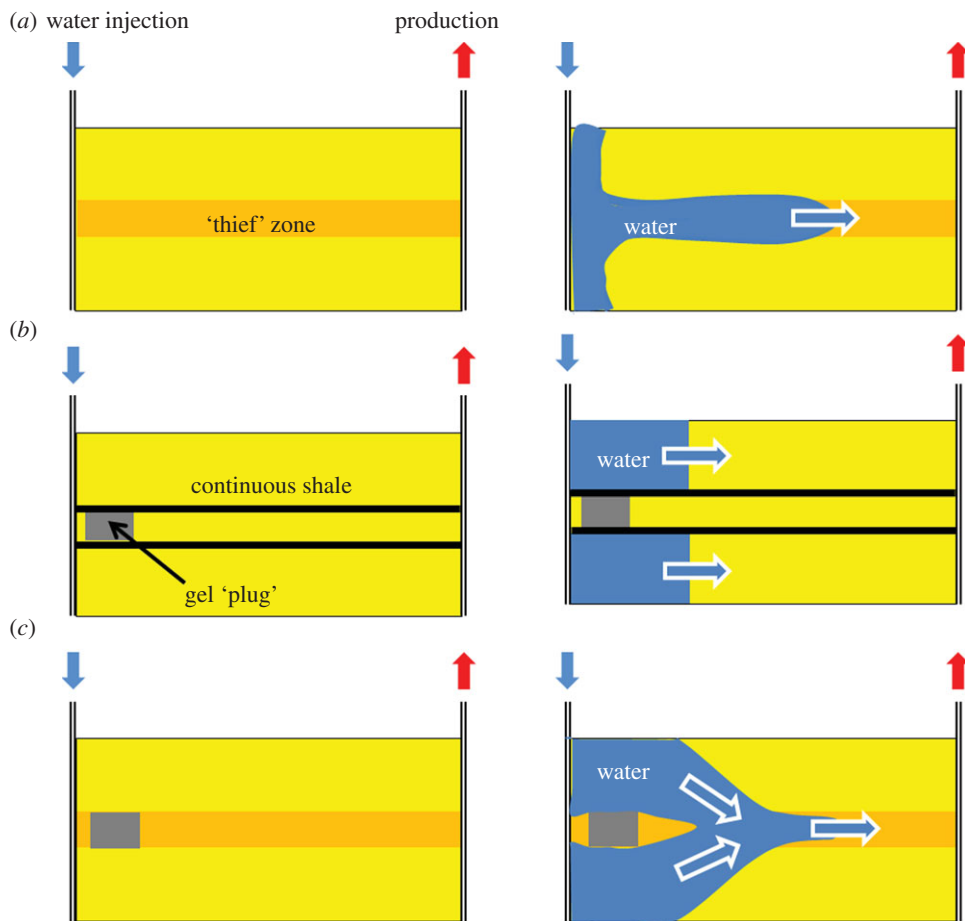 (a) water injection production
‘thief’ zone
water
(b)
continuous shale
gel ‘plug’
water
(c)
water